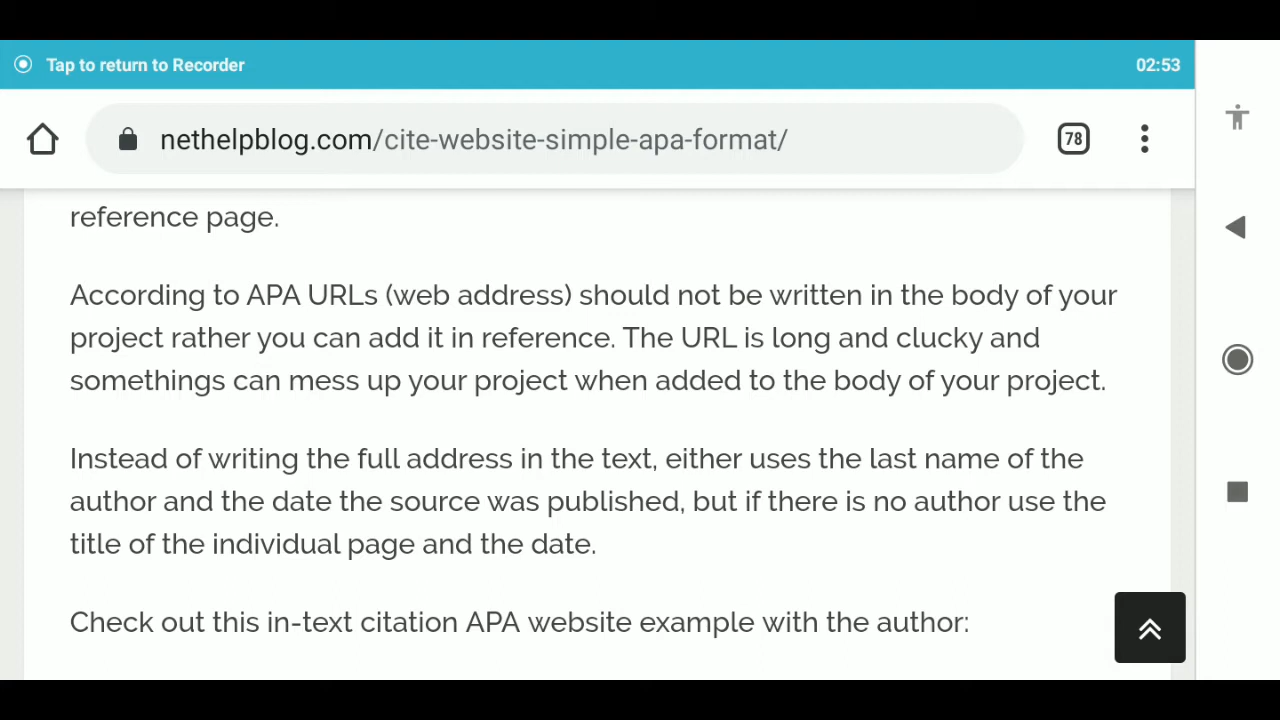 Tap to return to Recorder 02:53
nethelpblog.com/cite-website-simple-apa-format/ 78
reference page.
According to APA URLs (web address) should not be written in the body of your
project rather you can add it in reference. The URL is long and clucky and
somethings can mess up your project when added to the body of your project.
Instead of writing the full address in the text, either uses the last name of the
author and the date the source was published, but if there is no author use the
title of the individual page and the date.
Check out this in-text citation APA website example with the author: